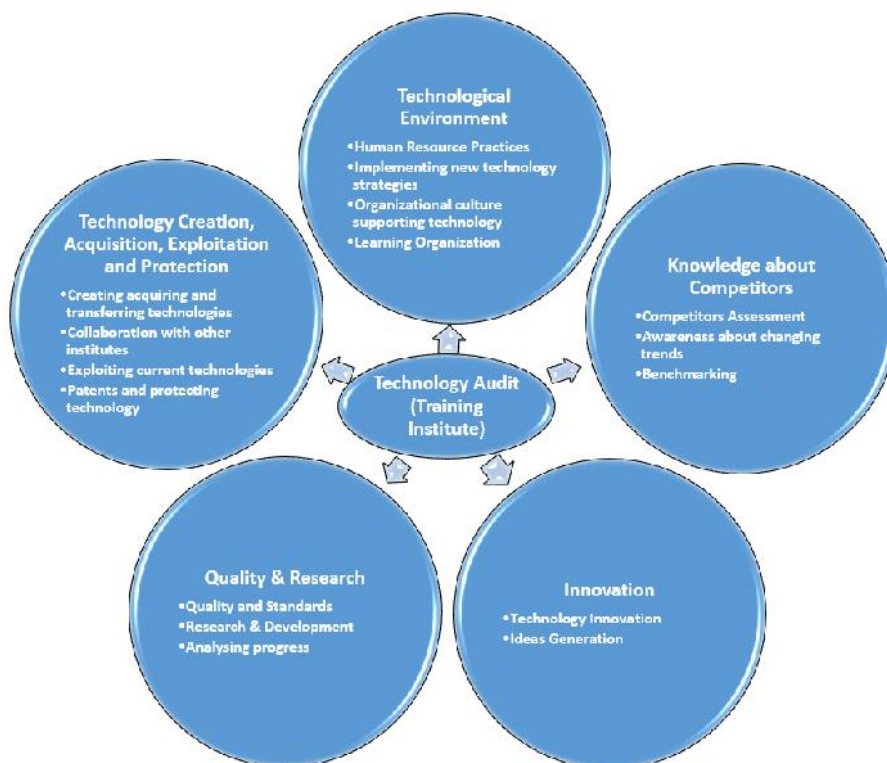 Technological
Environment
•Human Resource Practices
•Implementing new technology
strategies
•Organizational culture
supporting technology
•Learning Organization
Knowledge about
Competitors
•Competitors Assessment
•Awareness about changing
trends
•Benchmarking
Innovation
•Technology Innovation
•Ideas Generation
Quality & Research
•Quality and Standards
•Research & Development
•Analysing progress
Technology Creation,
Acquisition, Exploitation
and Protection
•Creating acquiring and
transferring technologies
•Collaboration with other
institutes
•Exploiting current technologies
•Patents and protecting
technology
Technology Audit
(Training
Institute)